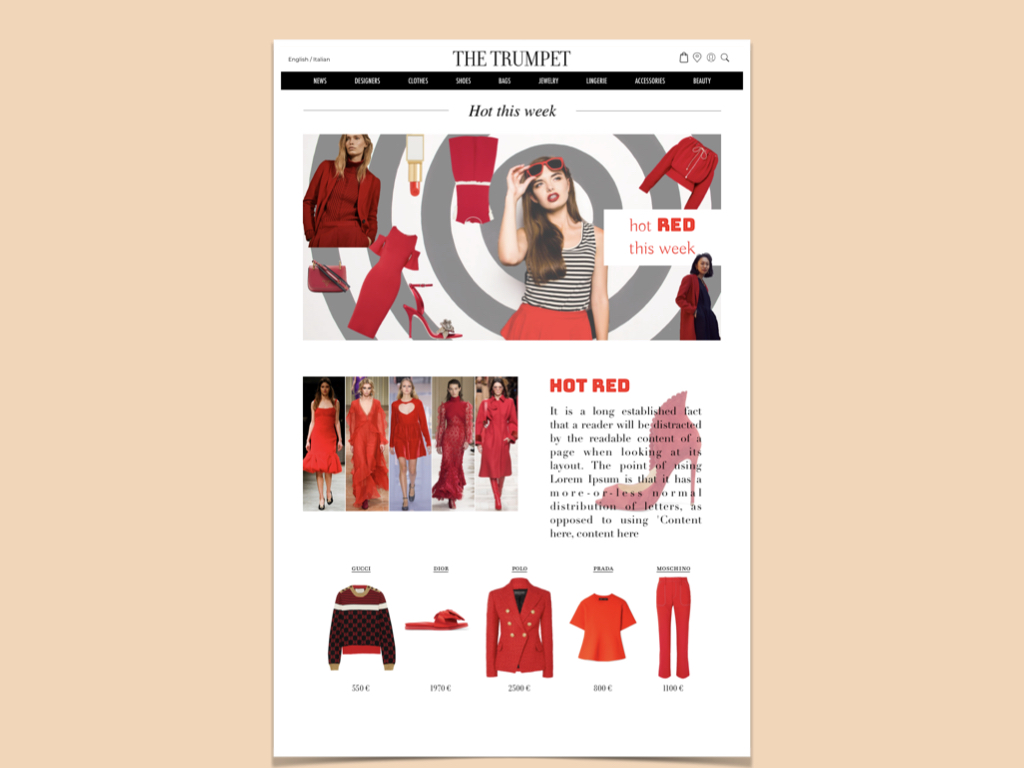 English / Italian
THE TRUMPET
NEWS DESIGNERS CLOTHES SHOES BAGS JEWELRY LINGERIE ACCESSORIES BEAUTY
Hot this week
hot RED
this week
HOT RED
It is a long established fact
that a reader will be distracted
by the readable content of a
page when looking at its
layout. The point of using
Lorem Ipsum is that it has a
more-or-less normal
distribution of letters, as
opposed to using 'Content
here, content here
GUCCI DIOR POLO PRADA MOSCHINO
550 € 1970 € 2500 € 800 € 1100 €